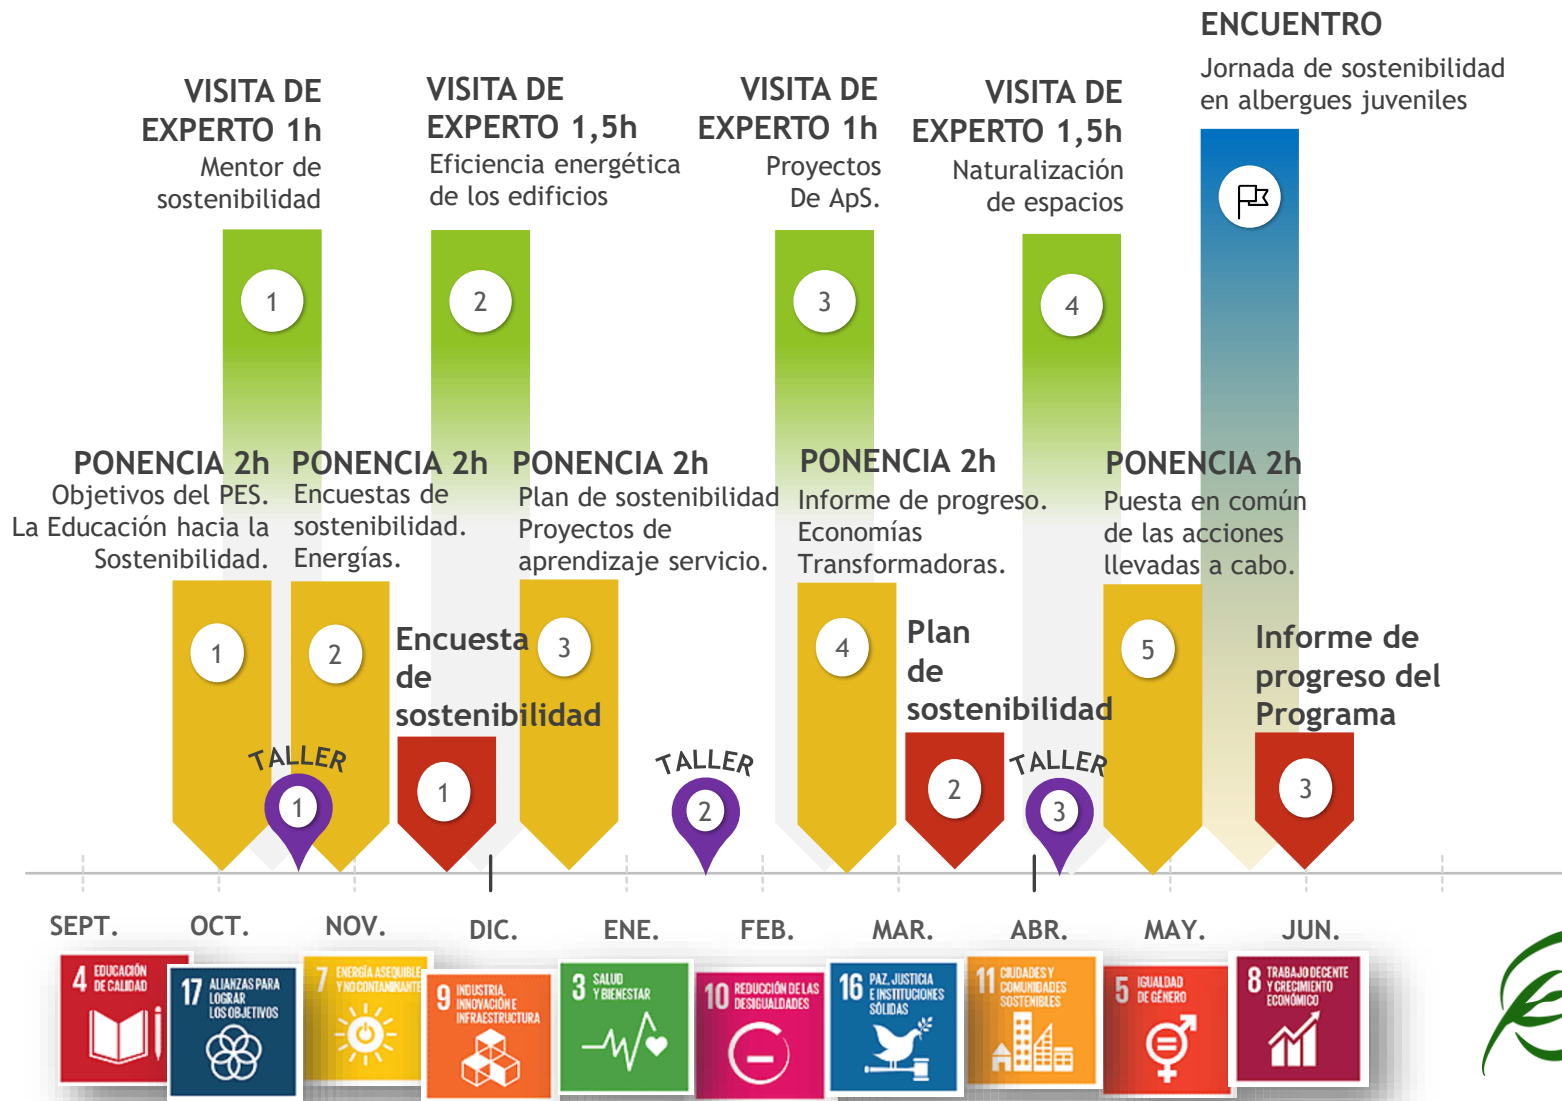 ENCUENTRO
Jornada de sostenibilidad
en albergues juveniles
VISITA DE
EXPERTO 1h
Mentor de
sostenibilidad
VISITA DE
EXPERTO 1,5h
Eficiencia energética
de los edificios
VISITA DE
EXPERTO 1h
Proyectos
De ApS.
VISITA DE
EXPERTO 1,5h
Naturalización
de espacios
1
2
3
4
PONENCIA 2h
Objetivos del PES.
La Educación hacia la
Sostenibilidad.
PONENCIA 2h
Encuestas de
sostenibilidad.
Energías.
PONENCIA 2h
Plan de sostenibilidad
Proyectos de
aprendizaje servicio.
PONENCIA 2h
Informe de progreso.
Economías
Transformadoras.
PONENCIA 2h
Puesta en común
de las acciones
llevadas a cabo.
1
2
3
4
5
Encuesta
de
sostenibilidad
1
Plan
de
sostenibilidad
2
Informe de
progreso del
Programa
3
TALLER
1
TALLER
2
TALLER
3
SEPT.
OCT.
NOV.
DIC.
ENE.
FEB.
MAR.
ABR.
MAY.
JUN.
4 EDUCACIÓN
DE CALIDAD
17 ALIANZAS PARA
LOGRAR
LOS OBJETIVOS
7 ENERGÍA ASEQUIBLE
Y NO CONTAMINANTE
9 INDUSTRIA,
INNOVACIÓN E
INFRAESTRUCTURA
3 SALUD
Y BIENESTAR
10 REDUCCIÓN DE LAS
DESIGUALDADES
16 PAZ, JUSTICIA
E INSTITUCIONES
SÓLIDAS
11 CIUDADES Y
COMUNIDADES
SOSTENIBLES
5 IGUALDAD
DE GÉNERO
8 TRABAJO DECENTE
Y CRECIMIENTO
ECONÓMICO